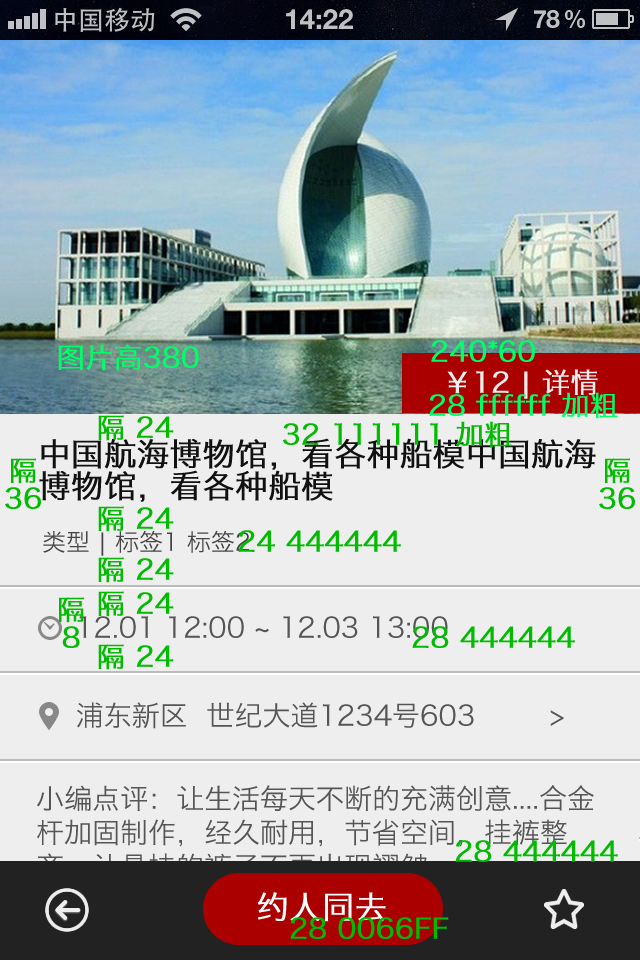 中国移动 14:22 78%
图片高380
240*60
￥12 | 详情
28 ffffff 加粗
隔 24
32 111111 加粗
中国航海博物馆，看各种船模中国航海
博物馆，看各种船模
隔
36
隔
36
隔 24
类型 | 标签1 标签2
24 444444
隔 24
隔 24
隔
8
12.01 12:00 ~ 12.03 13:00
28 444444
隔 24
浦东新区 世纪大道1234号603 >
小编点评：让生活每天不断的充满创意....合金
杆加固制作，经久耐用，节省空间，挂裤整
28 444444
约人同去
28 0066FF